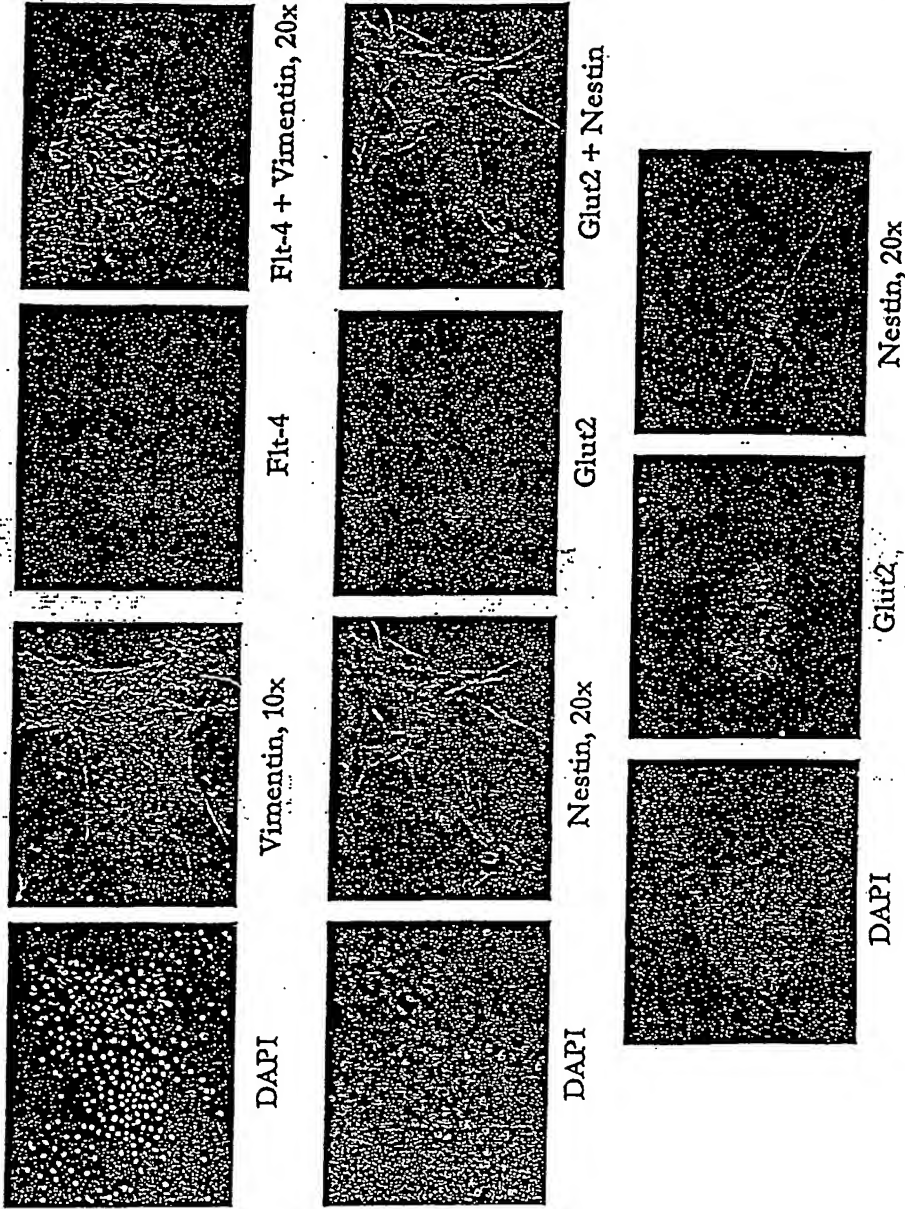 DAPI
Vimentin, 10x
Flt-4
Flt-4 + Vimentin, 20x
DAPI
Nestin, 20x
Glut2
Glut2 + Nestin
DAPI
Glut2
Nestin, 20x